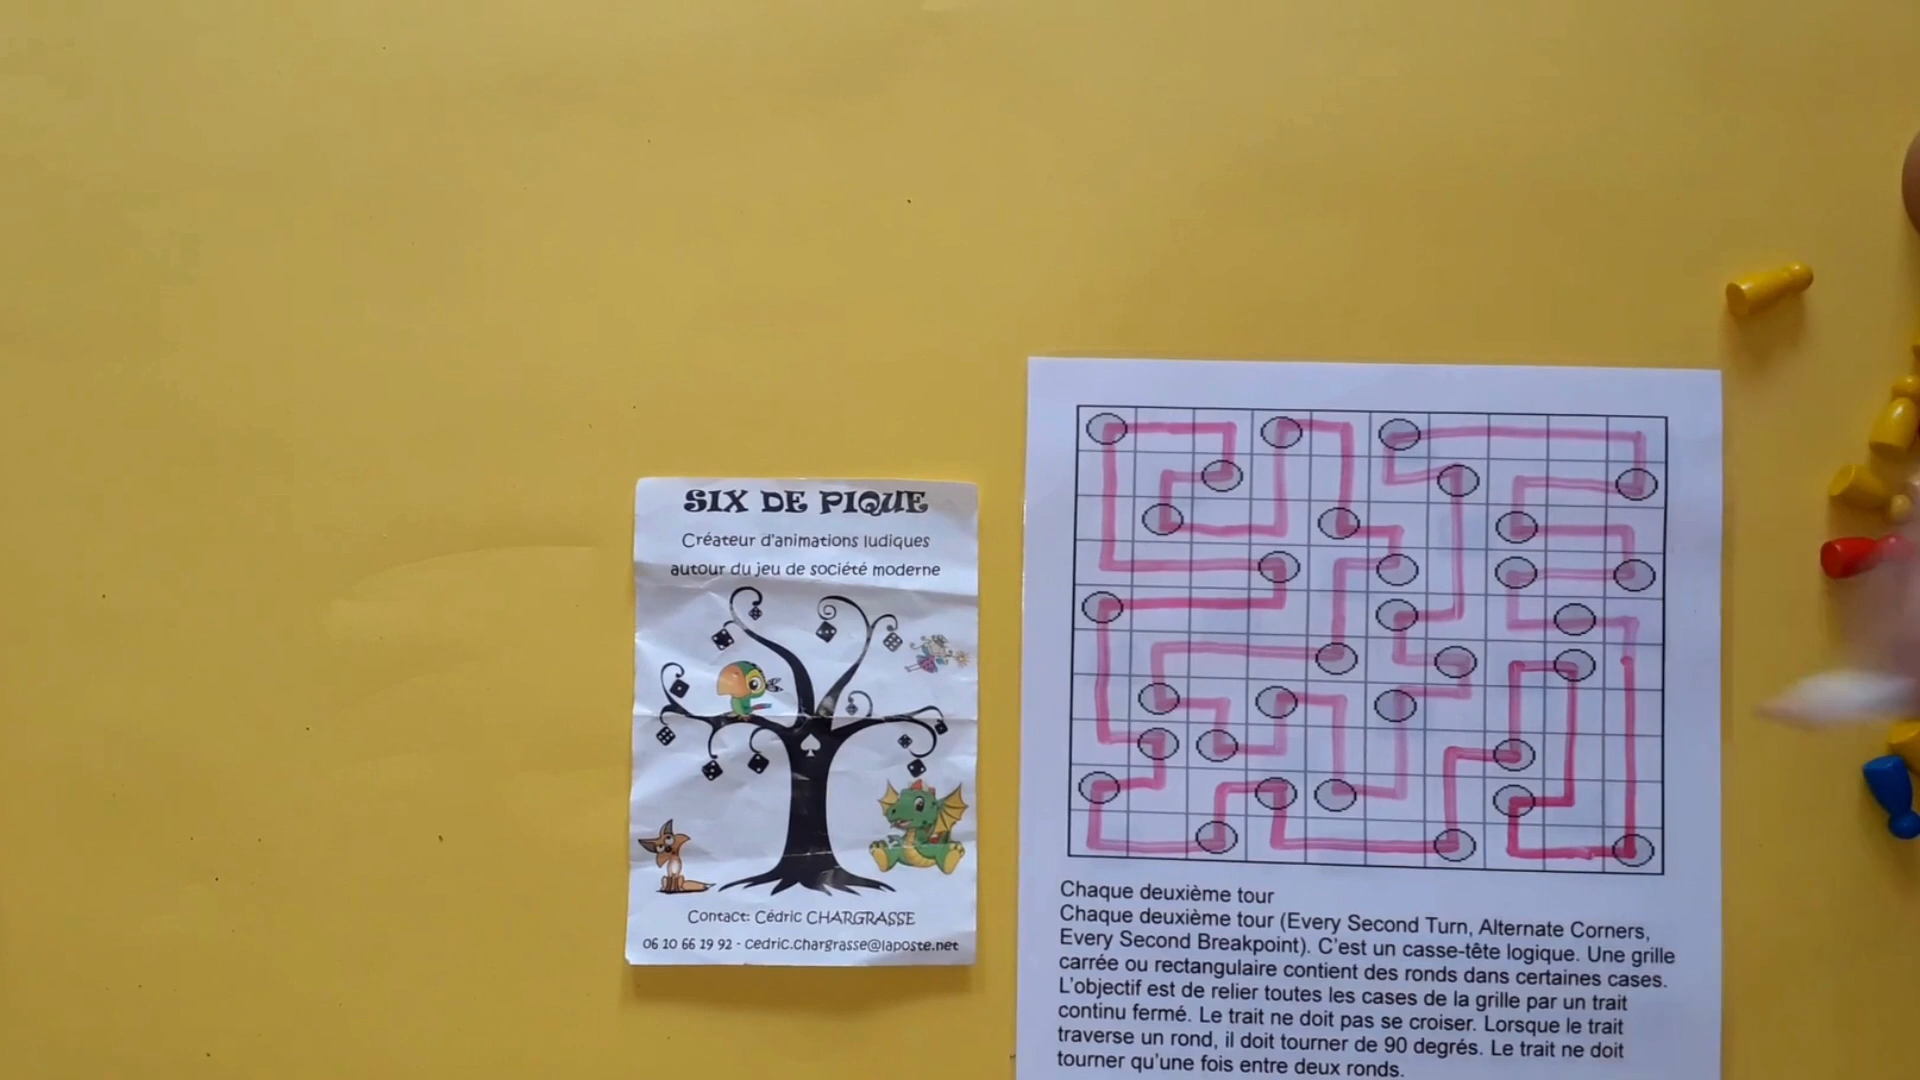 SIX DE PIQUE
Créateur d'animations ludiques
autour du jeu de société moderne
Contact: Cédric CHARGRASSE
06 20 66 19 92 - cedric.chargrasse@laposte.net
Chaque deuxième tour
Chaque deuxième tour (Every Second Turn, Alternate Corners,
Every Second Breakpoint). C'est un casse-tête logique. Une grille
carrée ou rectangulaire contient des ronds dans certaines cases.
L'objectif est de relier toutes les cases de la grille par un trait
continu fermé. Le trait ne doit pas se croiser. Lorsque le trait
traverse un rond, il doit tourner de 90 degrés. Le trait ne doit
tourner qu'une fois entre deux ronds.